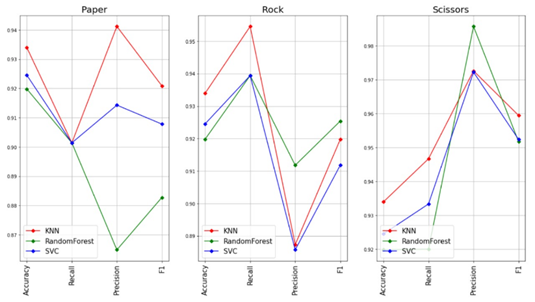 Paper
0.94
0.93
0.92
0.91
0.90
0.89
0.88
0.87
KNN
RandomForest
SVC
Accuracy
Recall
Precision
F1
Rock
0.95
0.94
0.93
0.92
0.91
0.90
0.89
KNN
RandomForest
SVC
Accuracy
Recall
Precision
F1
Scissors
0.98
0.97
0.96
0.95
0.94
0.93
0.92
KNN
RandomForest
SVC
Accuracy
Recall
Precision
F1